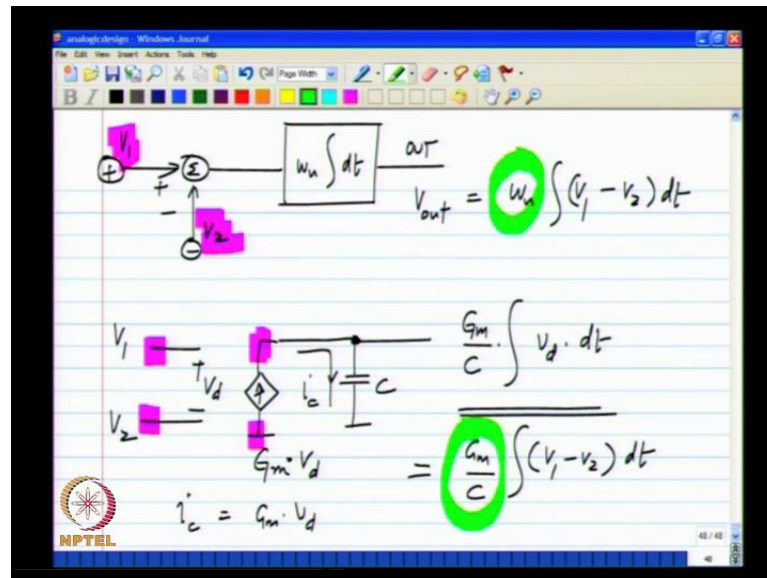 analogicdesign - Windows Journal
File Edit View Insert Actions Tools Help
Page Width
B I
V1
+ Σ
+
−
V2
−
wu ∫ dt
out
Vout = wu ∫ (V1 − V2) dt
V1
V2
+
Vd
−
ic
C
Gm · Vd
ic = Gm · Vd
Gm/C · ∫ vd · dt
= Gm/C ∫ (V1 − V2) dt
NPTEL
48 / 48
48